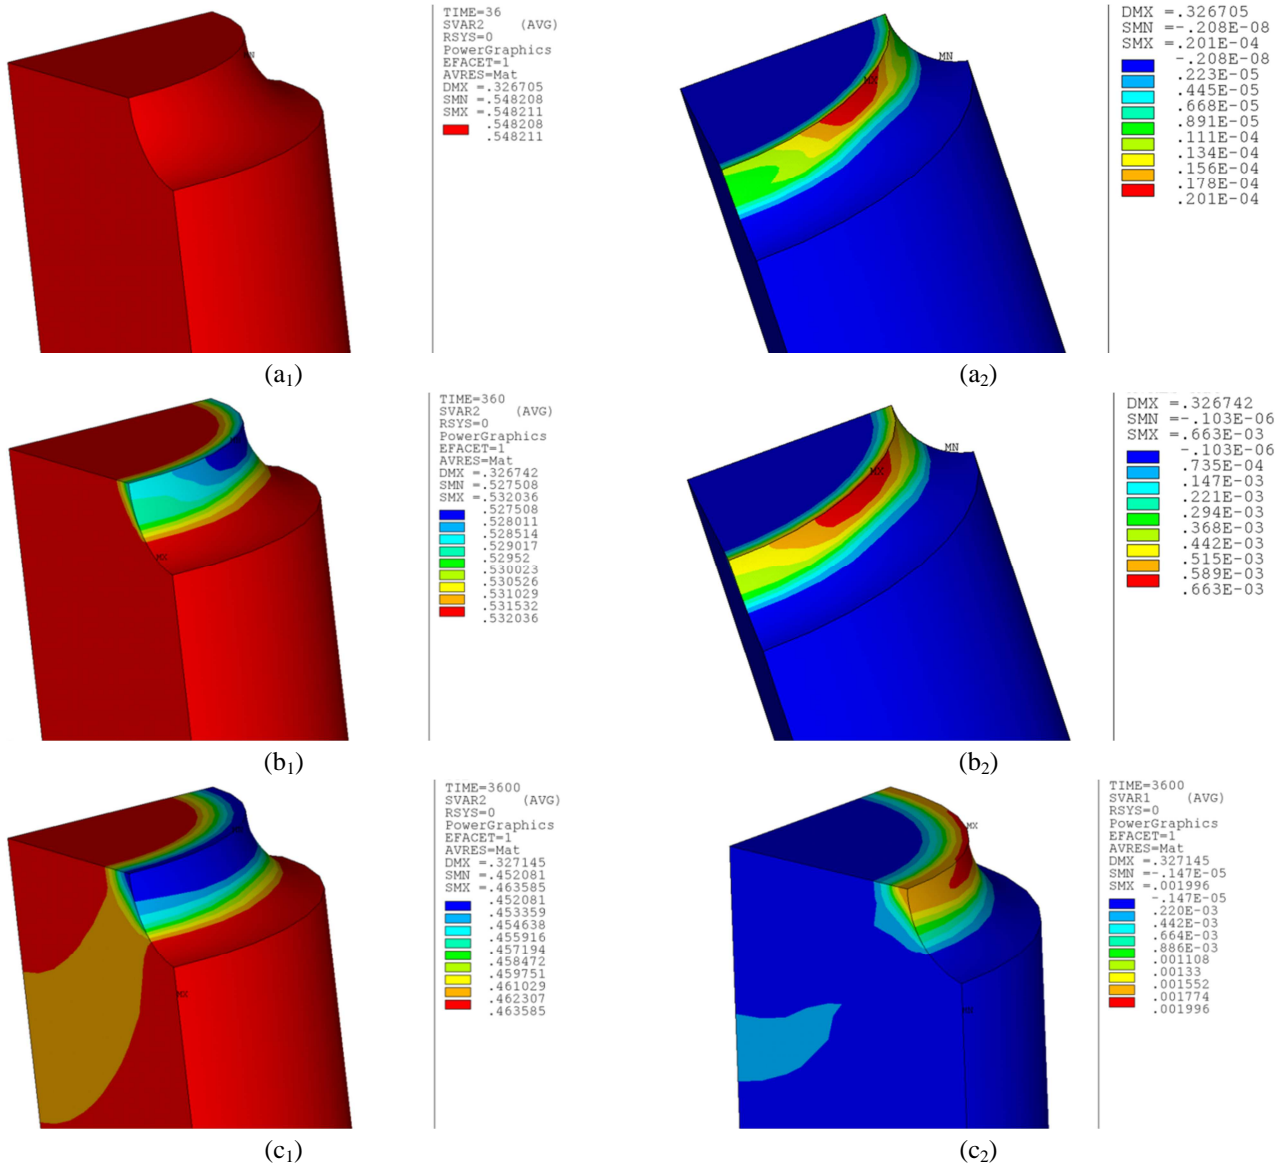 TIME=36
SVAR2 (AVG)
RSYS=0
PowerGraphics
EFACET=1
AVRES=Mat
DMX =.326705
SMN =.548208
SMX =.548211
.548208
.548211
MN
(a1)
DMX =.326705
SMN =-.208E-08
SMX =.201E-04
-.208E-08
.223E-05
.445E-05
.668E-05
.891E-05
.111E-04
.134E-04
.156E-04
.178E-04
.201E-04
MN
MX
(a2)
TIME=360
SVAR2 (AVG)
RSYS=0
PowerGraphics
EFACET=1
AVRES=Mat
DMX =.326742
SMN =.527508
SMX =.532036
.527508
.528011
.528514
.529017
.52952
.530023
.530526
.531029
.531532
.532036
MX
(b1)
DMX =.326742
SMN =-.103E-06
SMX =.663E-03
-.103E-06
.735E-04
.147E-03
.221E-03
.294E-03
.368E-03
.442E-03
.515E-03
.589E-03
.663E-03
MN
MX
(b2)
TIME=3600
SVAR2 (AVG)
RSYS=0
PowerGraphics
EFACET=1
AVRES=Mat
DMX =.327145
SMN =.452081
SMX =.463585
.452081
.453359
.454638
.455916
.457194
.458472
.459751
.461029
.462307
.463585
MX
(c1)
TIME=3600
SVAR1 (AVG)
RSYS=0
PowerGraphics
EFACET=1
AVRES=Mat
DMX =.327145
SMN =-.147E-05
SMX =.001996
-.147E-05
.220E-03
.442E-03
.664E-03
.886E-03
.001108
.00133
.001552
.001774
.001996
MX
MN
(c2)